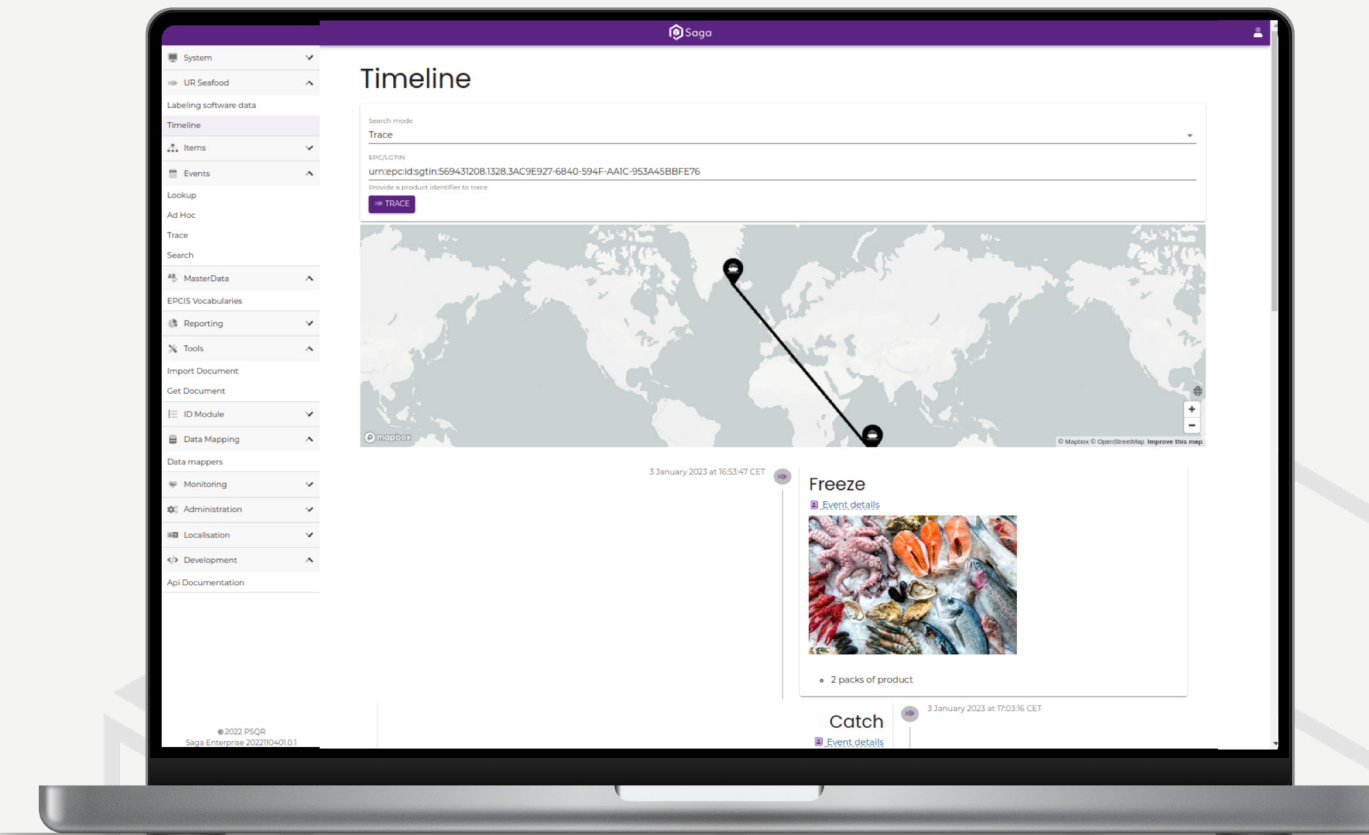 Saga
System
UR Seafood
Labeling software data
Timeline
Items
Events
Lookup
Ad Hoc
Trace
Search
MasterData
EPCIS Vocabularies
Reporting
Tools
Import Document
Get Document
ID Module
Data Mapping
Data mappers
Monitoring
Administration
Localisation
Development
Api Documentation
© 2022 PSQR
Saga Enterprise 2022110401.0.1
Timeline
Search mode
Trace
EPC/LGTIN
urn:epc:id:sgtin:569431208.1328.3AC9E927-6840-594F-AA1C-953A45BBFE76
Provide a product identifier to trace
TRACE
+
−
mapbox
© Mapbox © OpenStreetMap Improve this map
3 January 2023 at 16:53:47 CET
Freeze
Event details
2 packs of product
3 January 2023 at 17:03:16 CET
Catch
Event details